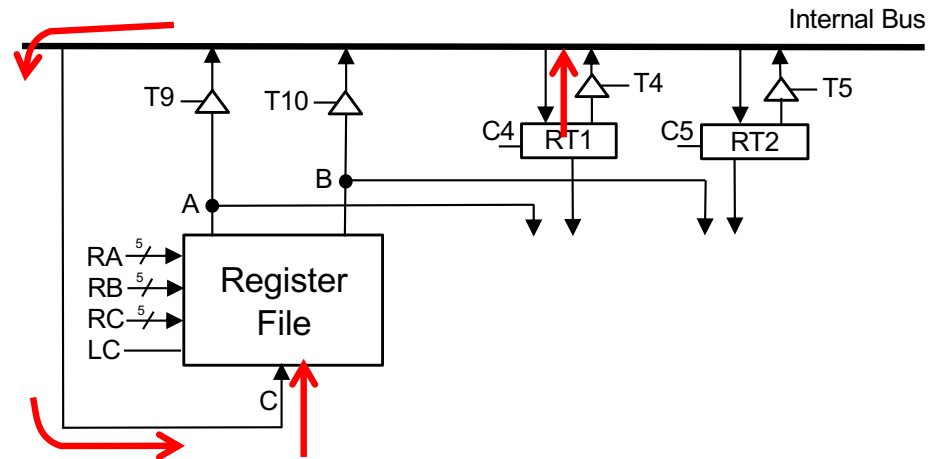 Internal Bus
T9
T10
T4
T5
C4
RT1
C5
RT2
B
A
RA
5
RB
5
RC
5
LC
Register
File
C